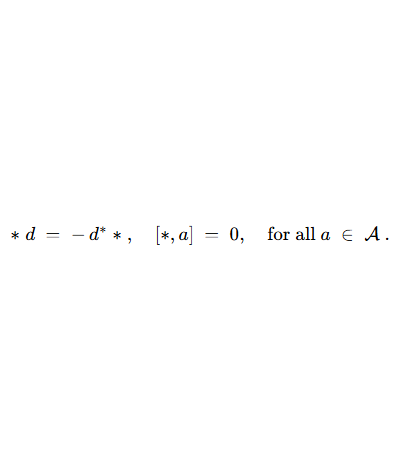 ∗ d = − d* ∗ , [∗, a] = 0, for all a ∈ 𝒜 .